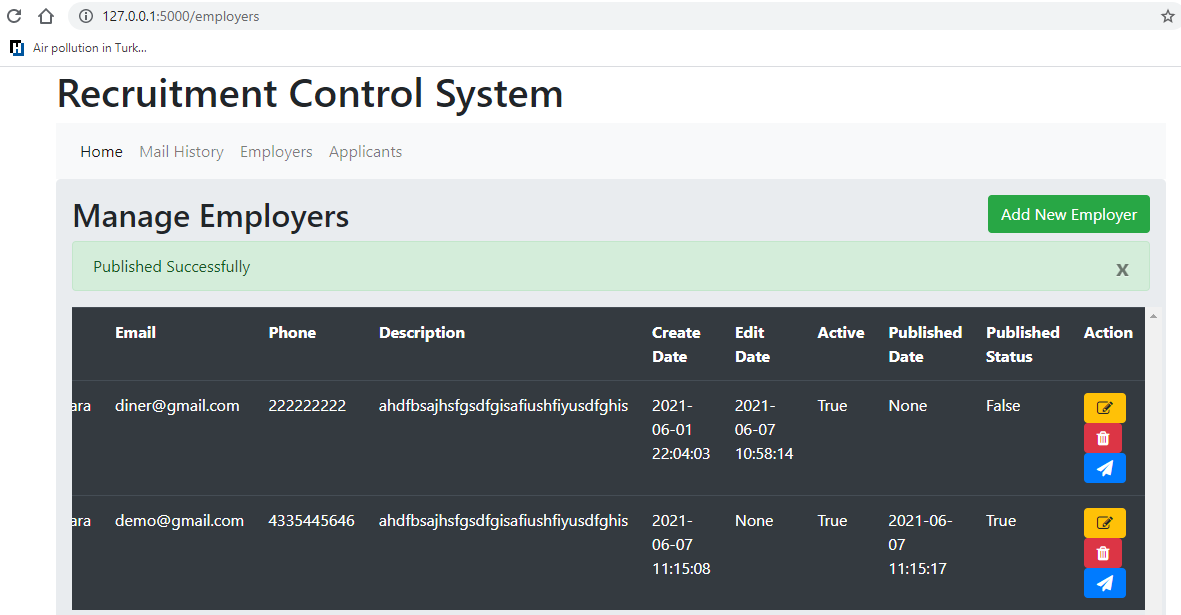 127.0.0.1:5000/employers
Air pollution in Turk...
Recruitment Control System
Home Mail History Employers Applicants
Manage Employers
Add New Employer
Published Successfully
x
Email Phone Description Create Date Edit Date Active Published Date Published Status Action
ara diner@gmail.com 222222222 ahdfbsajhsfgsdfgisafiushfiyusdfghis 2021-06-01 22:04:03 2021-06-07 10:58:14 True None False
ara demo@gmail.com 4335445646 ahdfbsajhsfgsdfgisafiushfiyusdfghis 2021-06-07 11:15:08 None True 2021-06-07 11:15:17 True